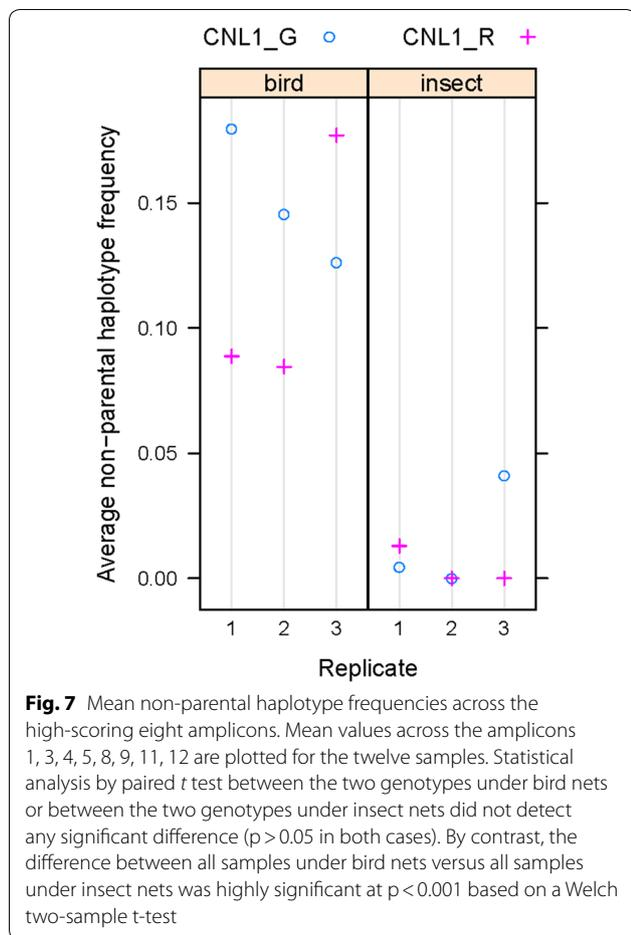 CNL1_G CNL1_R
bird insect
Average non-parental haplotype frequency
0.15
0.10
0.05
0.00
1 2 3 1 2 3
Replicate
Fig. 7 Mean non-parental haplotype frequencies across the
high-scoring eight amplicons. Mean values across the amplicons
1, 3, 4, 5, 8, 9, 11, 12 are plotted for the twelve samples. Statistical
analysis by paired t test between the two genotypes under bird nets
or between the two genotypes under insect nets did not detect
any significant difference (p > 0.05 in both cases). By contrast, the
difference between all samples under bird nets versus all samples
under insect nets was highly significant at p < 0.001 based on a Welch
two-sample t-test